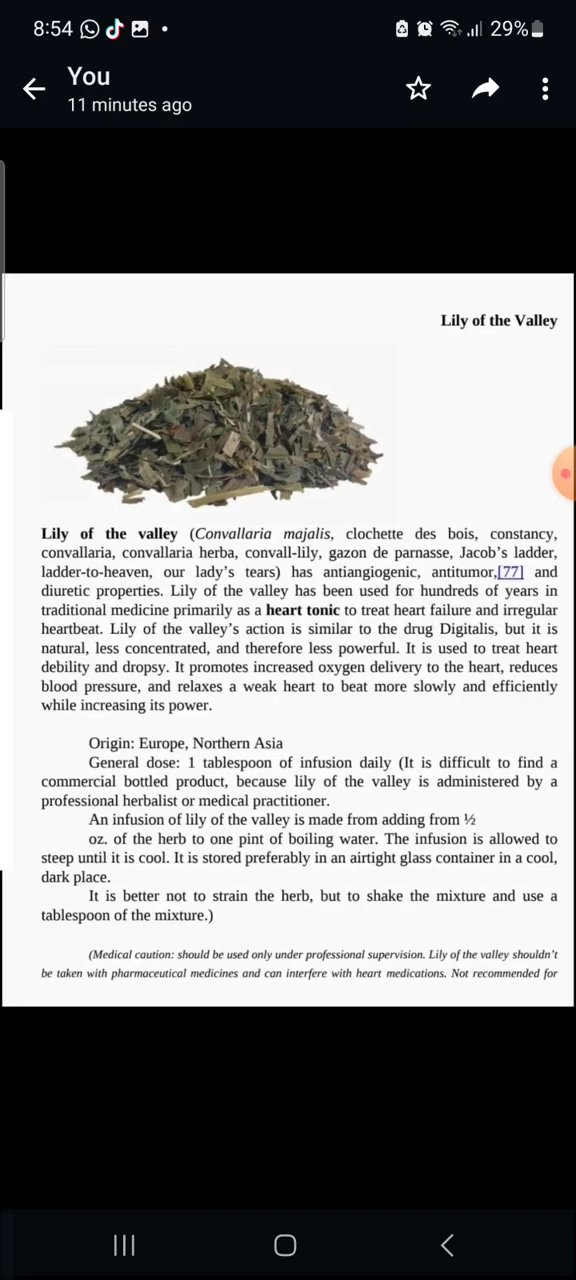 8:54
29%
You
11 minutes ago
Lily of the Valley
Lily of the valley (Convallaria majalis, clochette des bois, constancy,
convallaria, convallaria herba, convall-lily, gazon de parnasse, Jacob’s ladder,
ladder-to-heaven, our lady’s tears) has antiangiogenic, antitumor,[77] and
diuretic properties. Lily of the valley has been used for hundreds of years in
traditional medicine primarily as a heart tonic to treat heart failure and irregular
heartbeat. Lily of the valley’s action is similar to the drug Digitalis, but it is
natural, less concentrated, and therefore less powerful. It is used to treat heart
debility and dropsy. It promotes increased oxygen delivery to the heart, reduces
blood pressure, and relaxes a weak heart to beat more slowly and efficiently
while increasing its power.
Origin: Europe, Northern Asia
General dose: 1 tablespoon of infusion daily (It is difficult to find a
commercial bottled product, because lily of the valley is administered by a
professional herbalist or medical practitioner.
An infusion of lily of the valley is made from adding from ½
oz. of the herb to one pint of boiling water. The infusion is allowed to
steep until it is cool. It is stored preferably in an airtight glass container in a cool,
dark place.
It is better not to strain the herb, but to shake the mixture and use a
tablespoon of the mixture.)
(Medical caution: should be used only under professional supervision. Lily of the valley shouldn’t
be taken with pharmaceutical medicines and can interfere with heart medications. Not recommended for